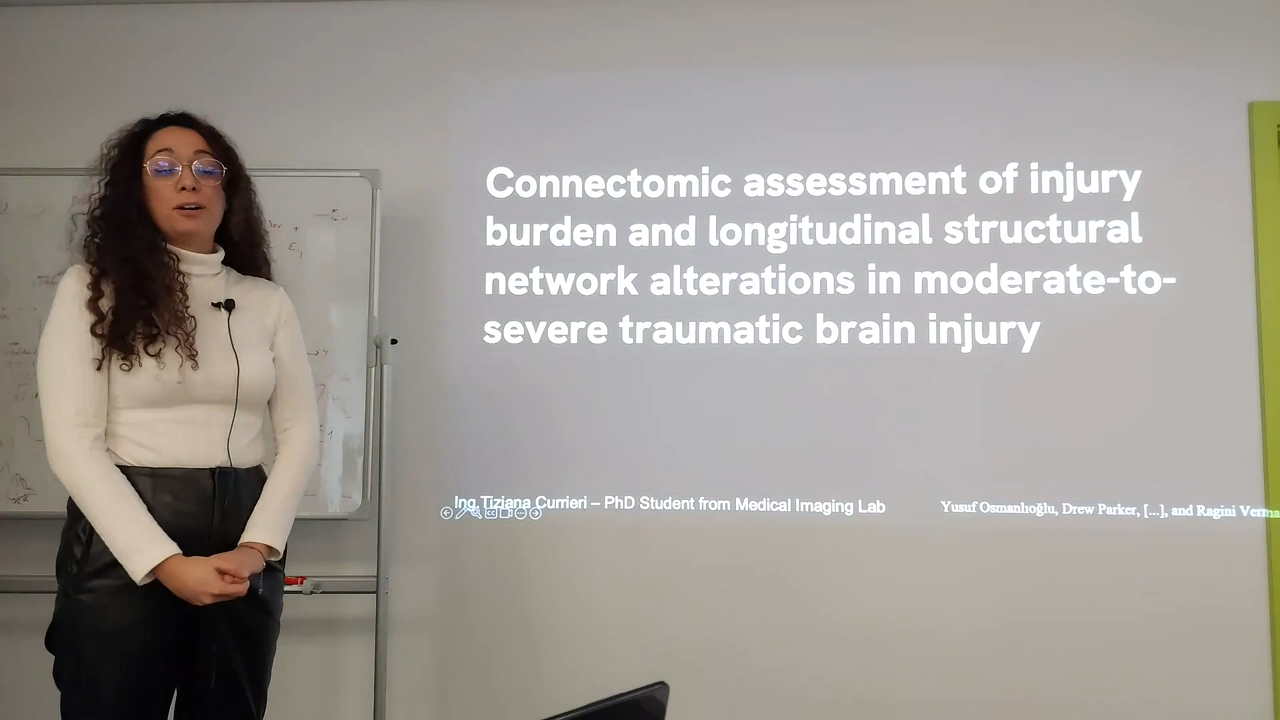 Connectomic assessment of injury
burden and longitudinal structural
network alterations in moderate-to-
severe traumatic brain injury
Ing.Tiziana Currieri – PhD Student from Medical Imaging Lab
Yusuf Osmanlıoğlu, Drew Parker, [...], and Ragini Verma